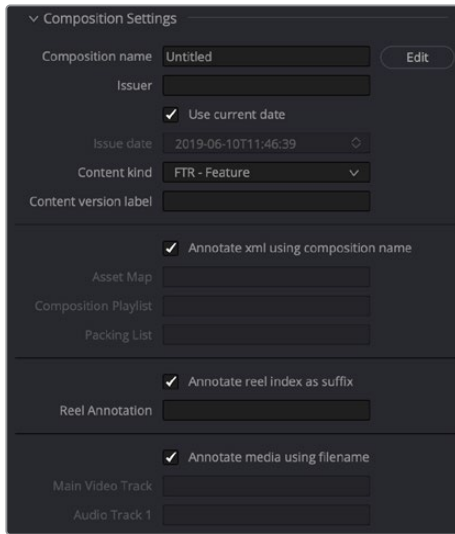 Composition Settings
Composition name Untitled Edit
Issuer
Use current date
Issue date 2019-06-10T11:46:39
Content kind FTR - Feature
Content version label
Annotate xml using composition name
Asset Map
Composition Playlist
Packing List
Annotate reel index as suffix
Reel Annotation
Annotate media using filename
Main Video Track
Audio Track 1